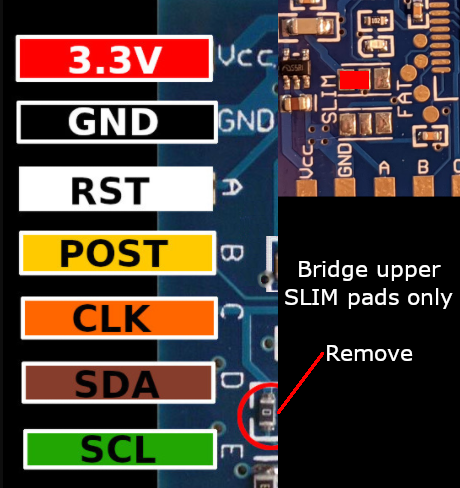 3.3V
Vcc
GND
GND
RST
A
POST
B
CLK
C
SDA
D
SCL
E
SLIM
FAT
Vcc
GND
A
B
C
Bridge upper
SLIM pads only
Remove
0